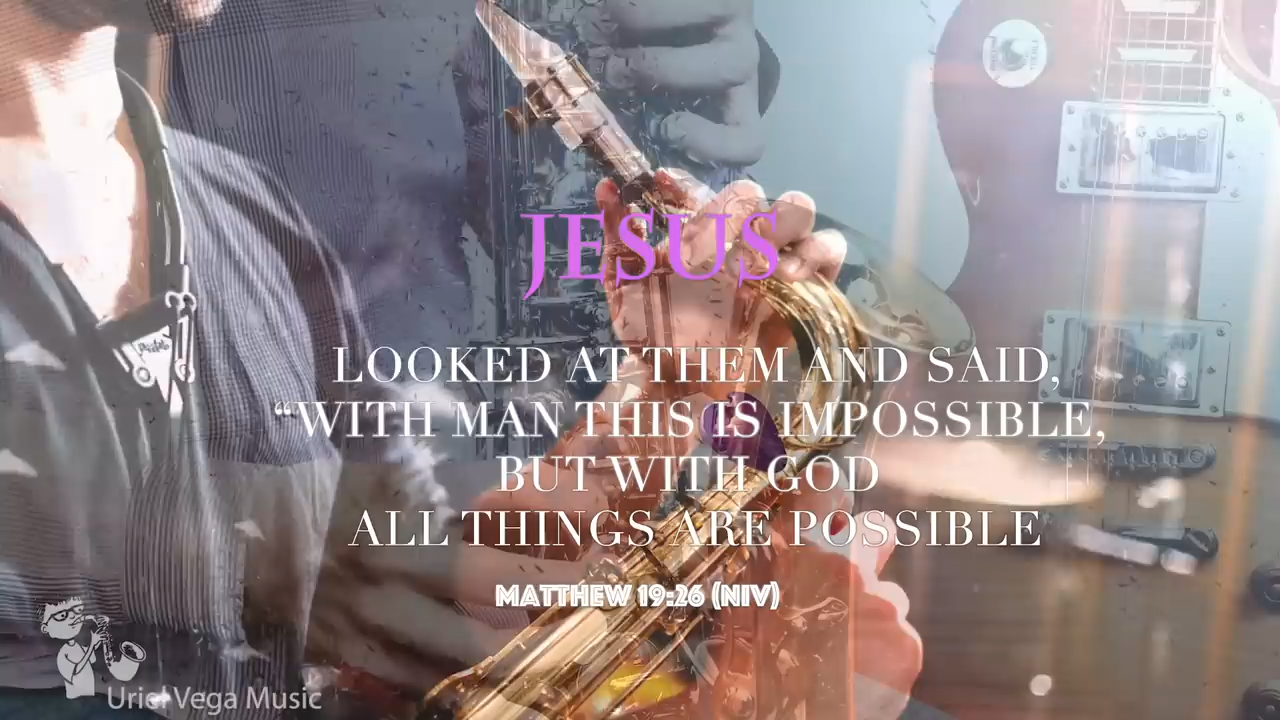 JESUS
LOOKED AT THEM AND SAID,
“WITH MAN THIS IS IMPOSSIBLE,
BUT WITH GOD
ALL THINGS ARE POSSIBLE
MATTHEW 19:26 (NIV)
Uriel Vega Music